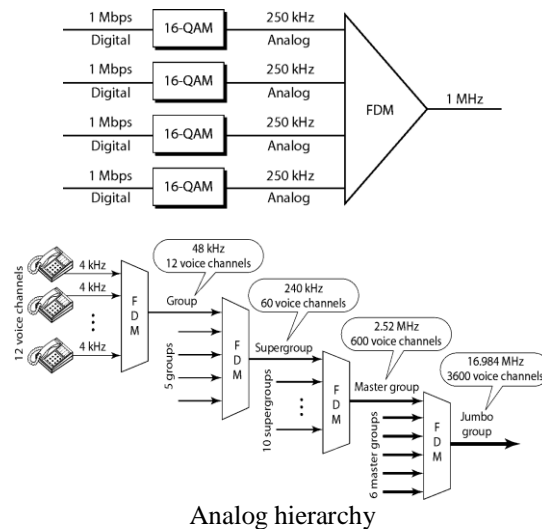 1 Mbps
Digital
16-QAM
250 kHz
Analog
1 Mbps
Digital
16-QAM
250 kHz
Analog
FDM
1 MHz
1 Mbps
Digital
16-QAM
250 kHz
Analog
1 Mbps
Digital
16-QAM
250 kHz
Analog
12 voice channels
4 kHz
4 kHz
4 kHz
F
D
M
48 kHz
12 voice channels
Group
5 groups
F
D
M
240 kHz
60 voice channels
Supergroup
10 supergroups
F
D
M
2.52 MHz
600 voice channels
Master group
6 master groups
F
D
M
16.984 MHz
3600 voice channels
Jumbo
group
Analog hierarchy